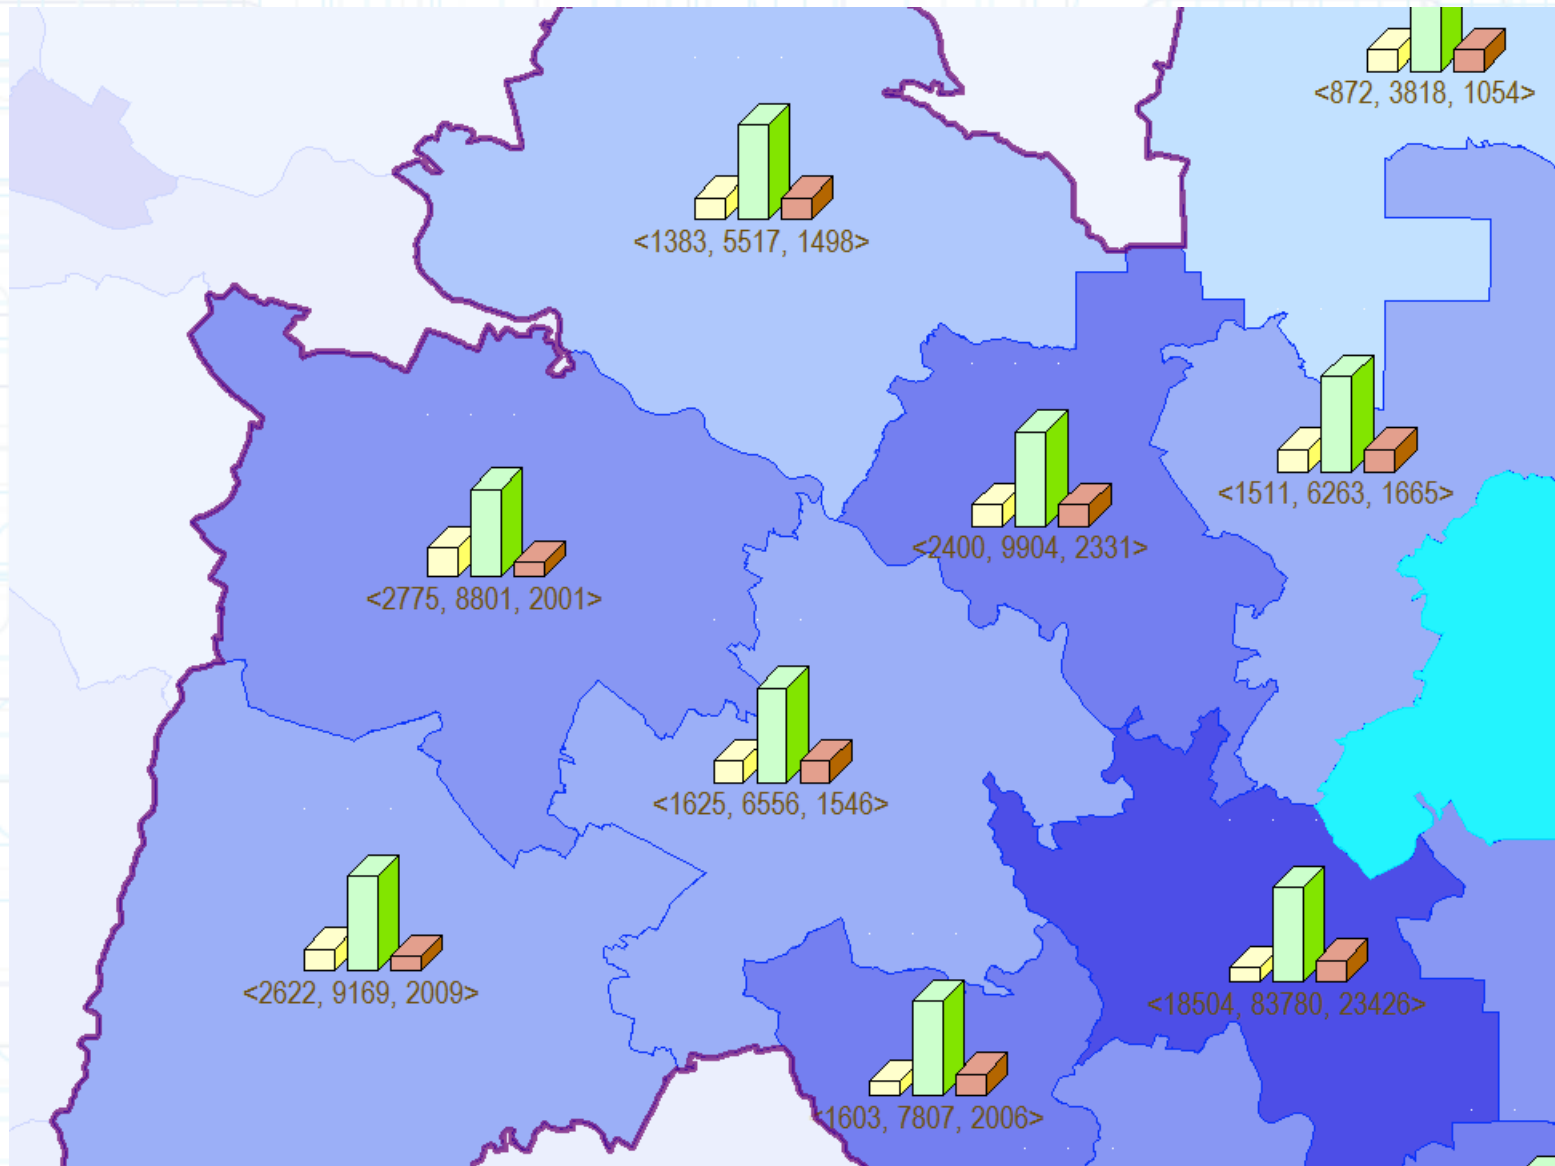 <872, 3818, 1054>
<1383, 5517, 1498>
<1511, 6263, 1665>
<2400, 9904, 2331>
<2775, 8801, 2001>
<1625, 6556, 1546>
<2622, 9169, 2009>
<18504, 83780, 23426>
<1603, 7807, 2006>